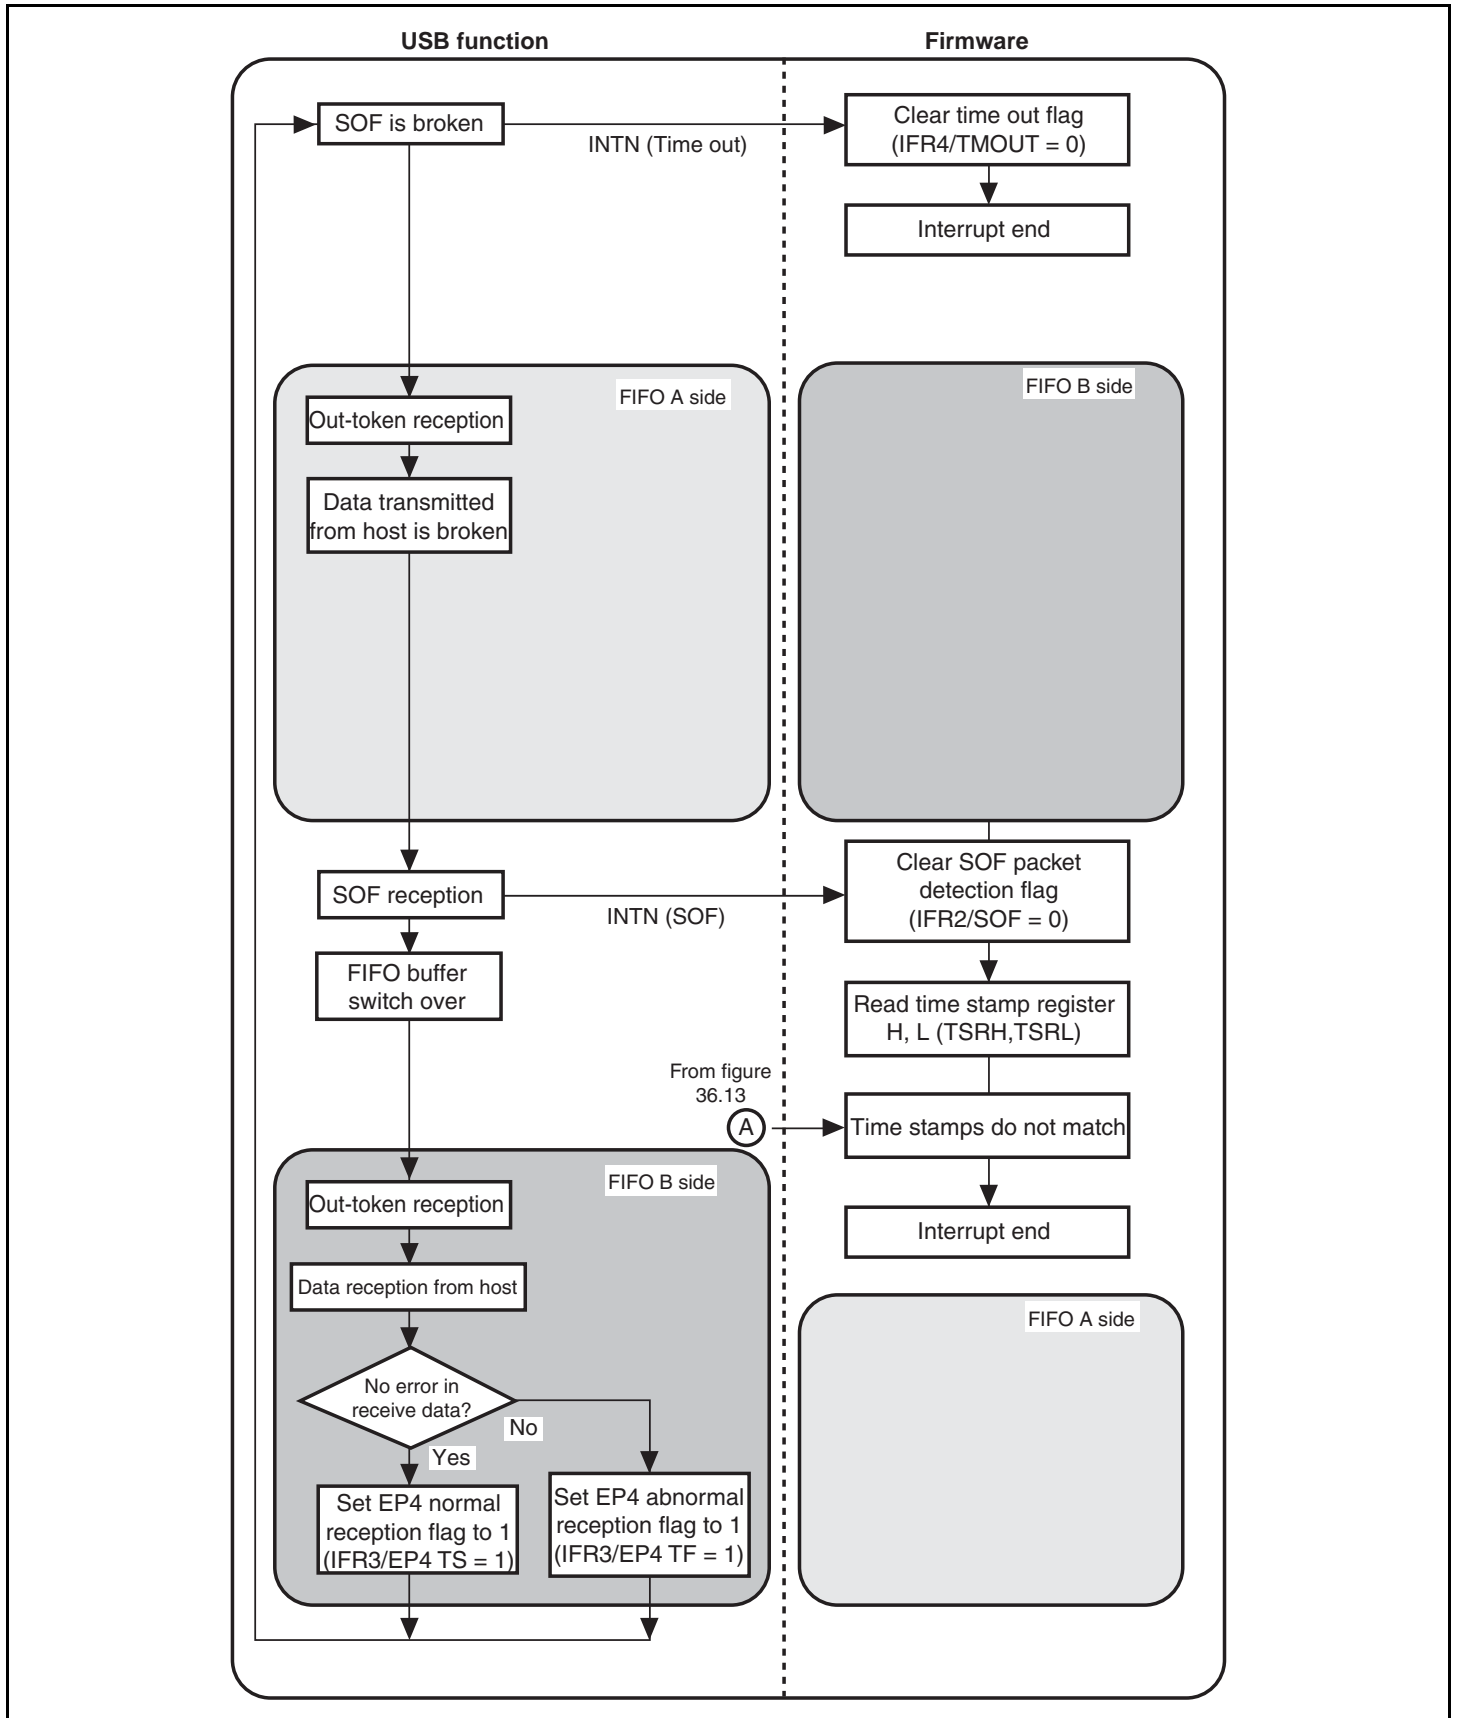 USB function
Firmware
SOF is broken
INTN (Time out)
Clear time out flag
(IFR4/TMOUT = 0)
Interrupt end
FIFO A side
Out-token reception
Data transmitted
from host is broken
FIFO B side
SOF reception
INTN (SOF)
Clear SOF packet
detection flag
(IFR2/SOF = 0)
FIFO buffer
switch over
Read time stamp register
H, L (TSRH,TSRL)
From figure
36.13
A
Time stamps do not match
Interrupt end
FIFO B side
Out-token reception
Data reception from host
No error in
receive data?
No
Yes
Set EP4 normal
reception flag to 1
(IFR3/EP4 TS = 1)
Set EP4 abnormal
reception flag to 1
(IFR3/EP4 TF = 1)
FIFO A side